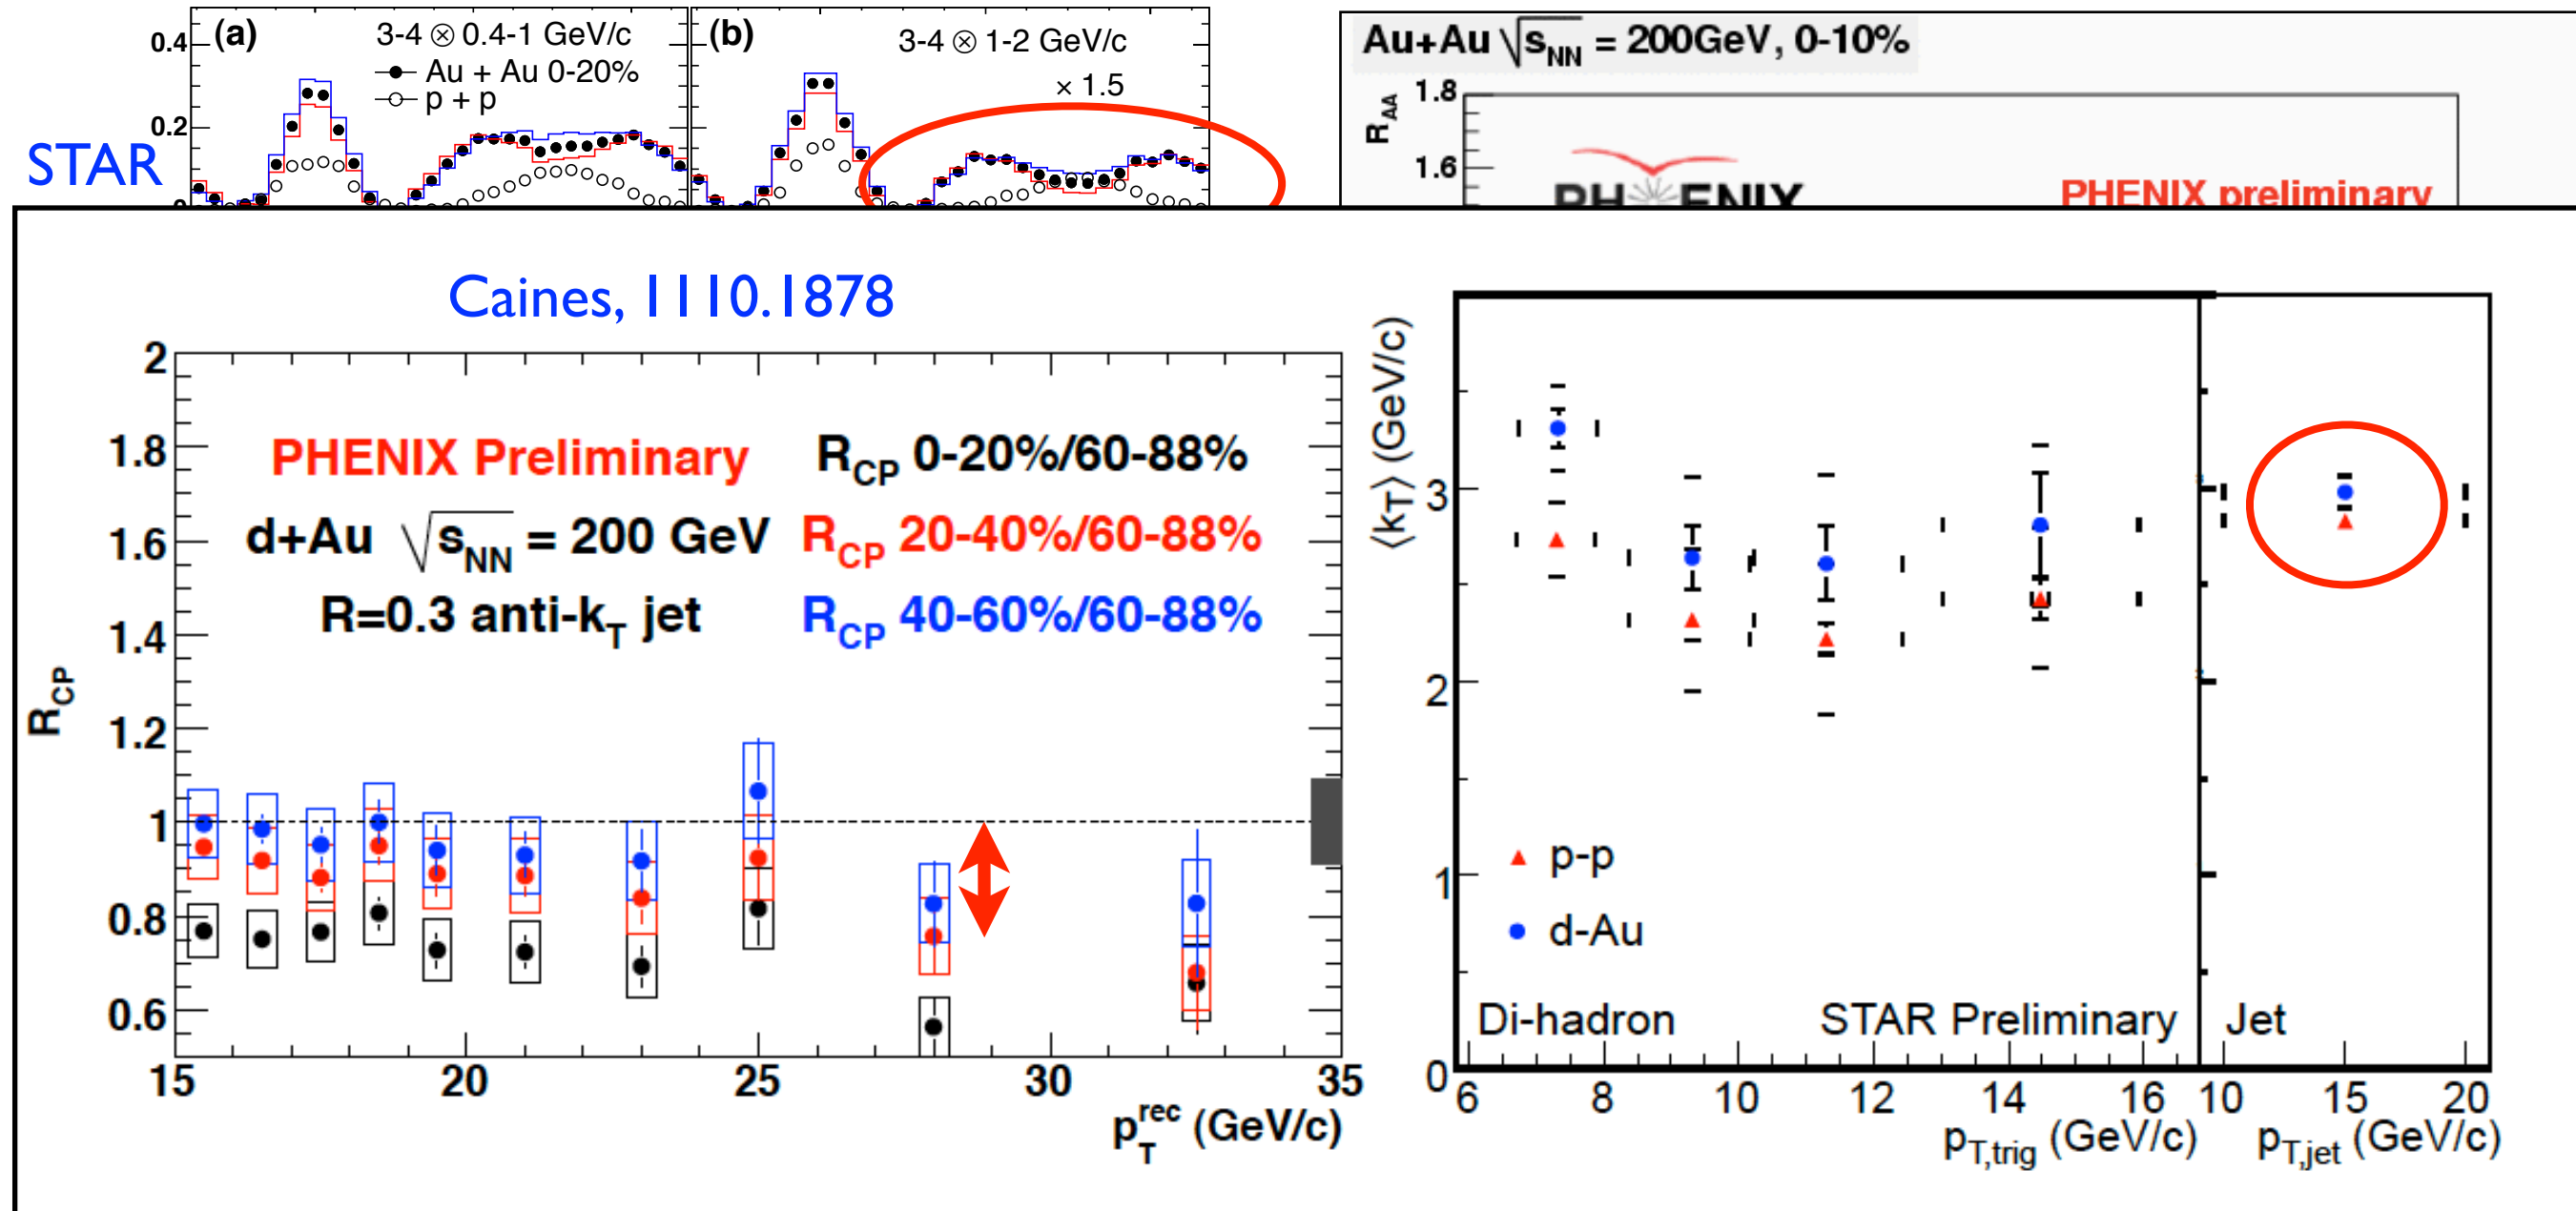 (a)
3-4 ⊗ 0.4-1 GeV/c
Au + Au 0-20%
p + p
0.4
0.2
0
(b)
3-4 ⊗ 1-2 GeV/c
× 1.5
STAR
Au+Au √sNN = 200GeV, 0-10%
RAA
1.8
1.6
PHENIX
PHENIX preliminary
Caines, 1110.1878
RCP
2
1.8
1.6
1.4
1.2
1
0.8
0.6
PHENIX Preliminary
d+Au √sNN = 200 GeV
R=0.3 anti-kT jet
RCP 0-20%/60-88%
RCP 20-40%/60-88%
RCP 40-60%/60-88%
15 20 25 30 35
pTrec (GeV/c)
⟨kT⟩ (GeV/c)
3
2
1
0
p-p
d-Au
Di-hadron
STAR Preliminary
Jet
6 8 10 12 14 16 10 15 20
pT,trig (GeV/c)
pT,jet (GeV/c)